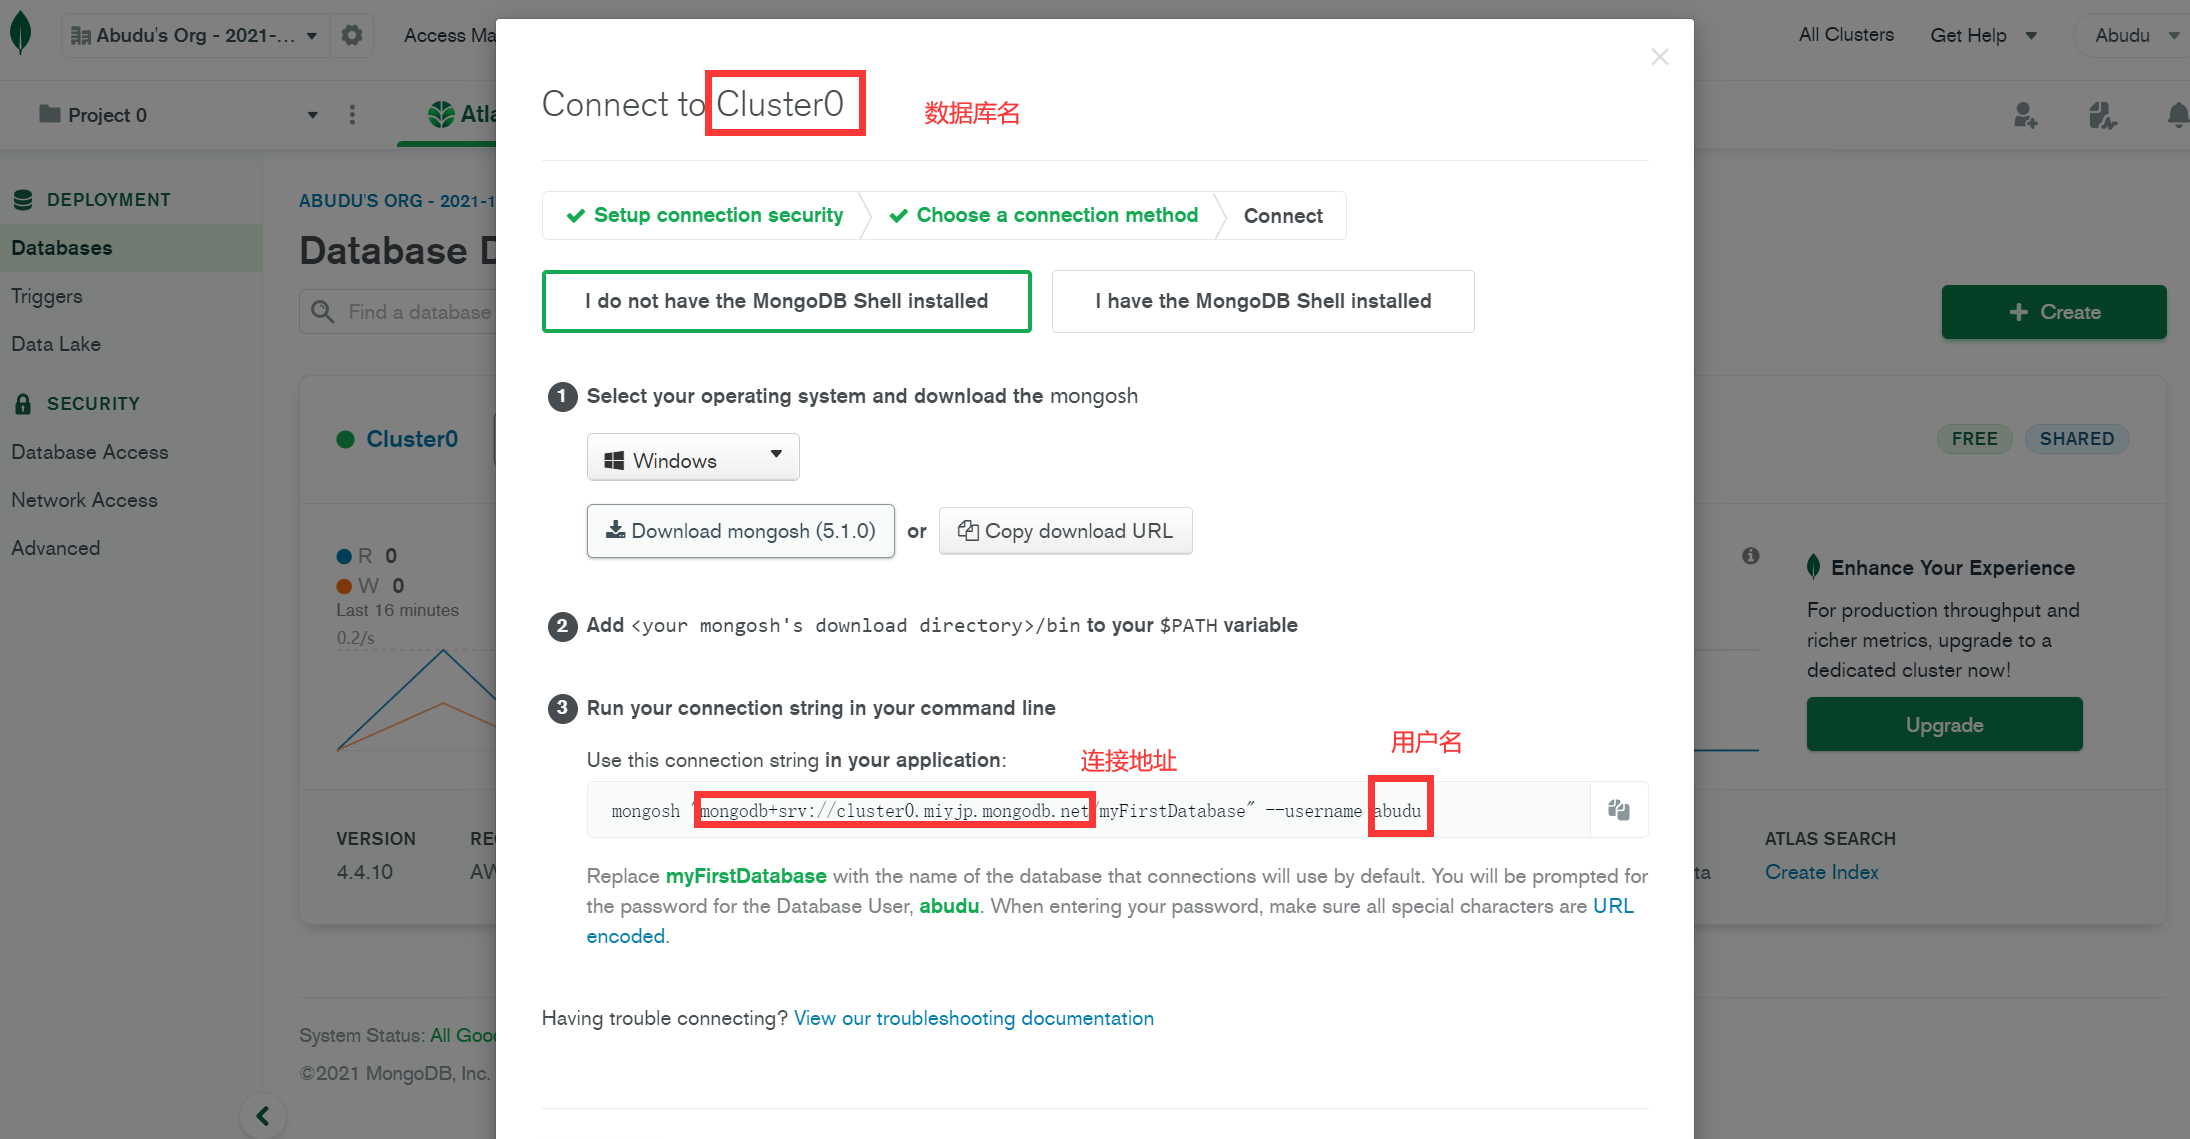 Abudu's Org - 2021-...
Access Ma
All Clusters
Get Help
Abudu
Project 0
Atla
DEPLOYMENT
Databases
Triggers
Data Lake
SECURITY
Database Access
Network Access
Advanced
ABUDU'S ORG - 2021-1
Database D
Find a database
Create
Cluster0
FREE
SHARED
R 0
W 0
Last 16 minutes
0.2/s
VERSION
4.4.10
RE
AW
ta
ATLAS SEARCH
Create Index
Enhance Your Experience
For production throughput and
richer metrics, upgrade to a
dedicated cluster now!
Upgrade
System Status: All Good
©2021 MongoDB, Inc.
Connect to Cluster0
数据库名
Setup connection security
Choose a connection method
Connect
I do not have the MongoDB Shell installed
I have the MongoDB Shell installed
1 Select your operating system and download the mongosh
Windows
Download mongosh (5.1.0)
or
Copy download URL
2 Add <your mongosh's download directory>/bin to your $PATH variable
3 Run your connection string in your command line
Use this connection string in your application:
连接地址
用户名
mongosh "mongodb+srv://cluster0.miyjp.mongodb.net/myFirstDatabase" --username abudu
Replace myFirstDatabase with the name of the database that connections will use by default. You will be prompted for
the password for the Database User, abudu. When entering your password, make sure all special characters are URL
encoded.
Having trouble connecting? View our troubleshooting documentation